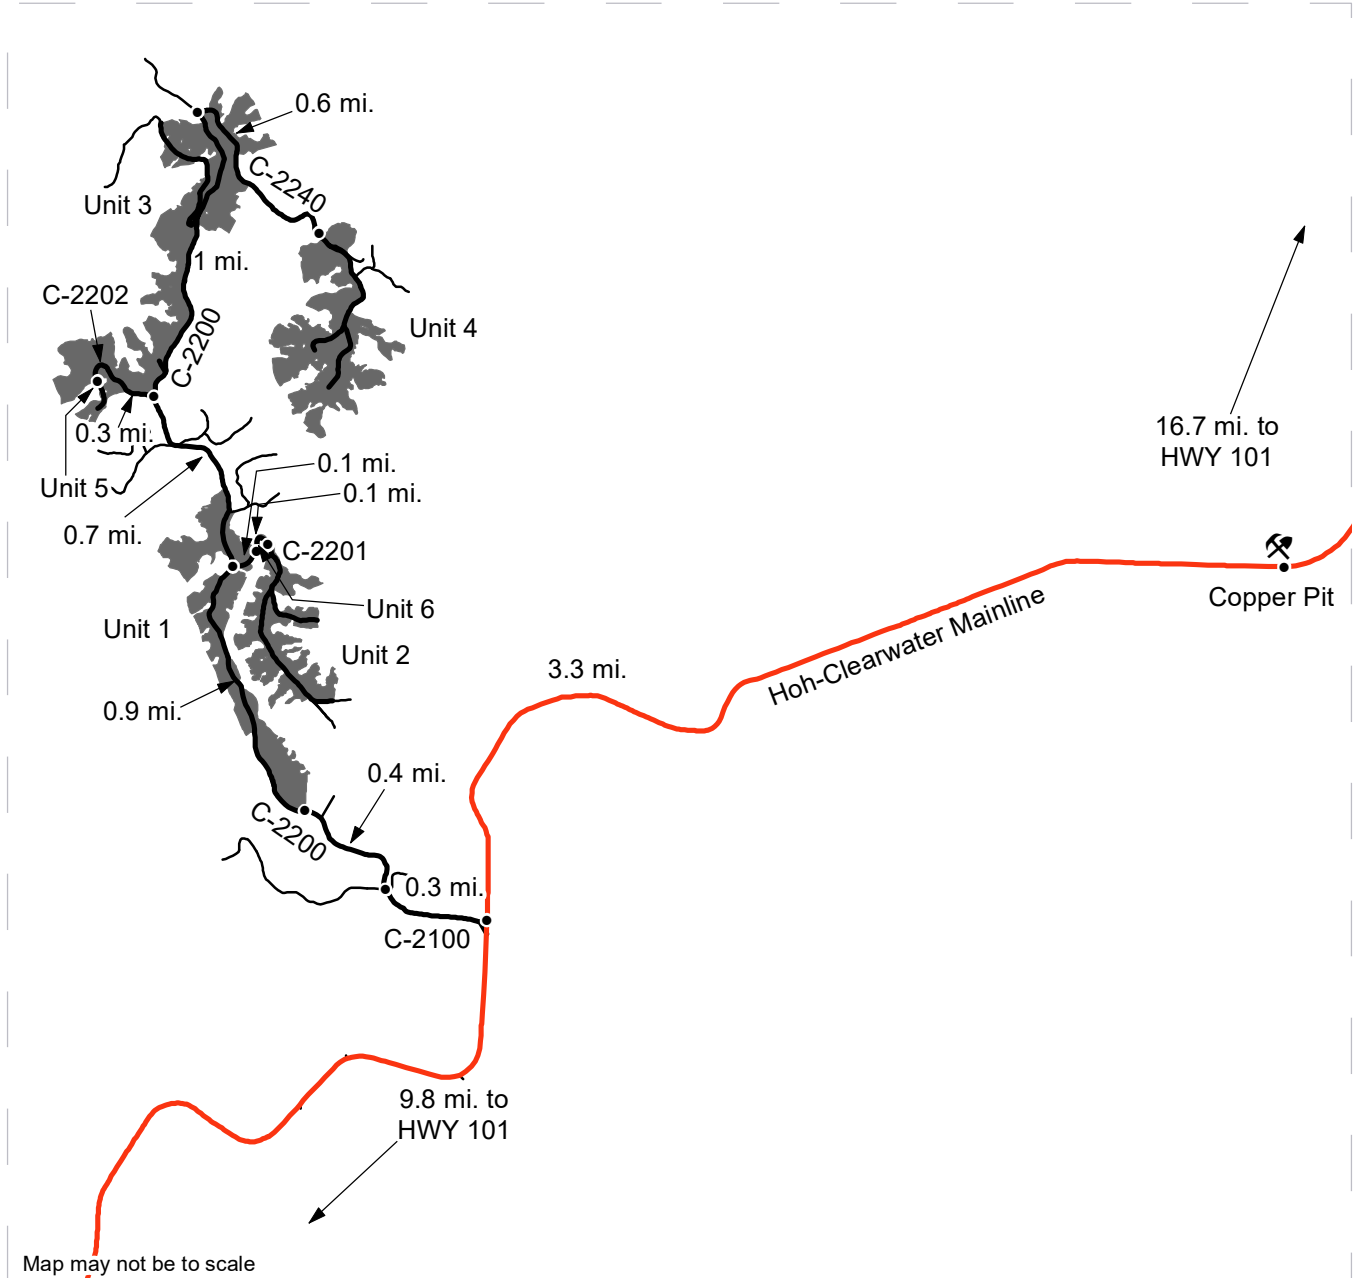 0.6 mi.
C-2240
Unit 3
1 mi.
C-2202
C-2200
Unit 4
16.7 mi. to
HWY 101
0.3 mi.
0.1 mi.
Unit 5
0.1 mi.
0.7 mi.
C-2201
Copper Pit
Unit 6
Hoh-Clearwater Mainline
Unit 1
Unit 2
3.3 mi.
0.9 mi.
0.4 mi.
C-2200
0.3 mi.
C-2100
9.8 mi. to
HWY 101
Map may not be to scale